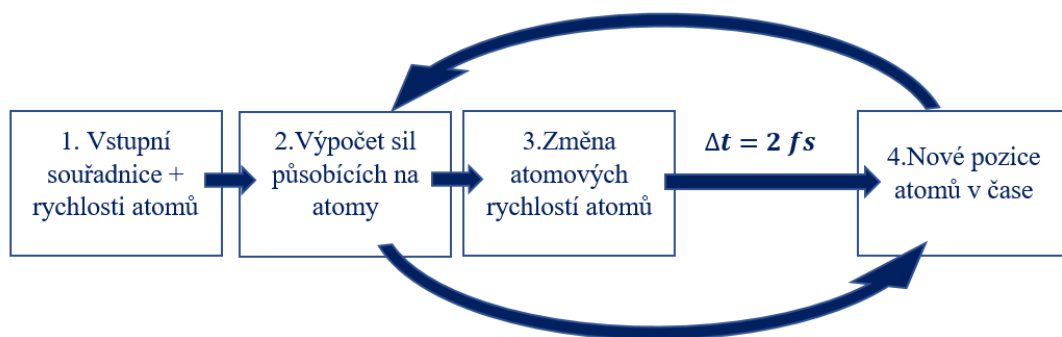 1. Vstupní
souřadnice +
rychlosti atomů
2.Výpočet sil
působících na
atomy
3.Změna
atomových
rychlostí atomů
Δt = 2 fs
4.Nové pozice
atomů v čase